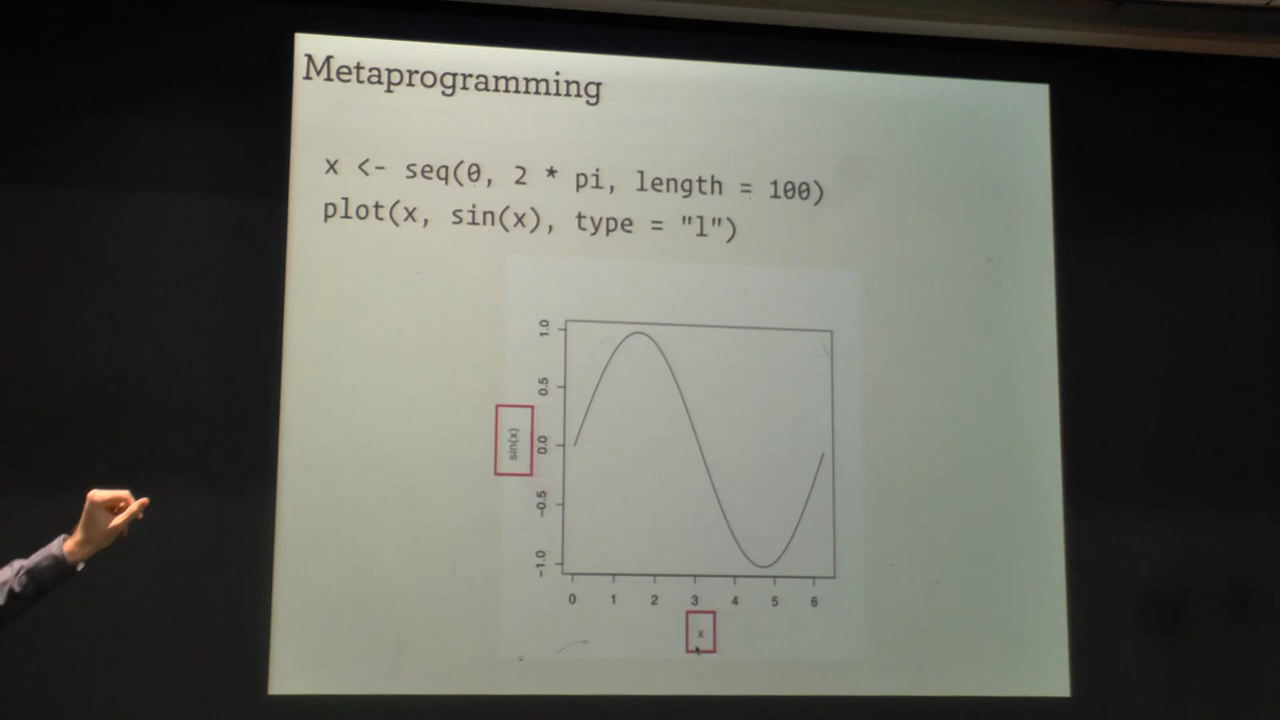 Metaprogramming
x <- seq(0, 2 * pi, length = 100)
plot(x, sin(x), type = "l")
1.0
0.5
0.0
-0.5
-1.0
sin(x)
0 1 2 3 4 5 6
x